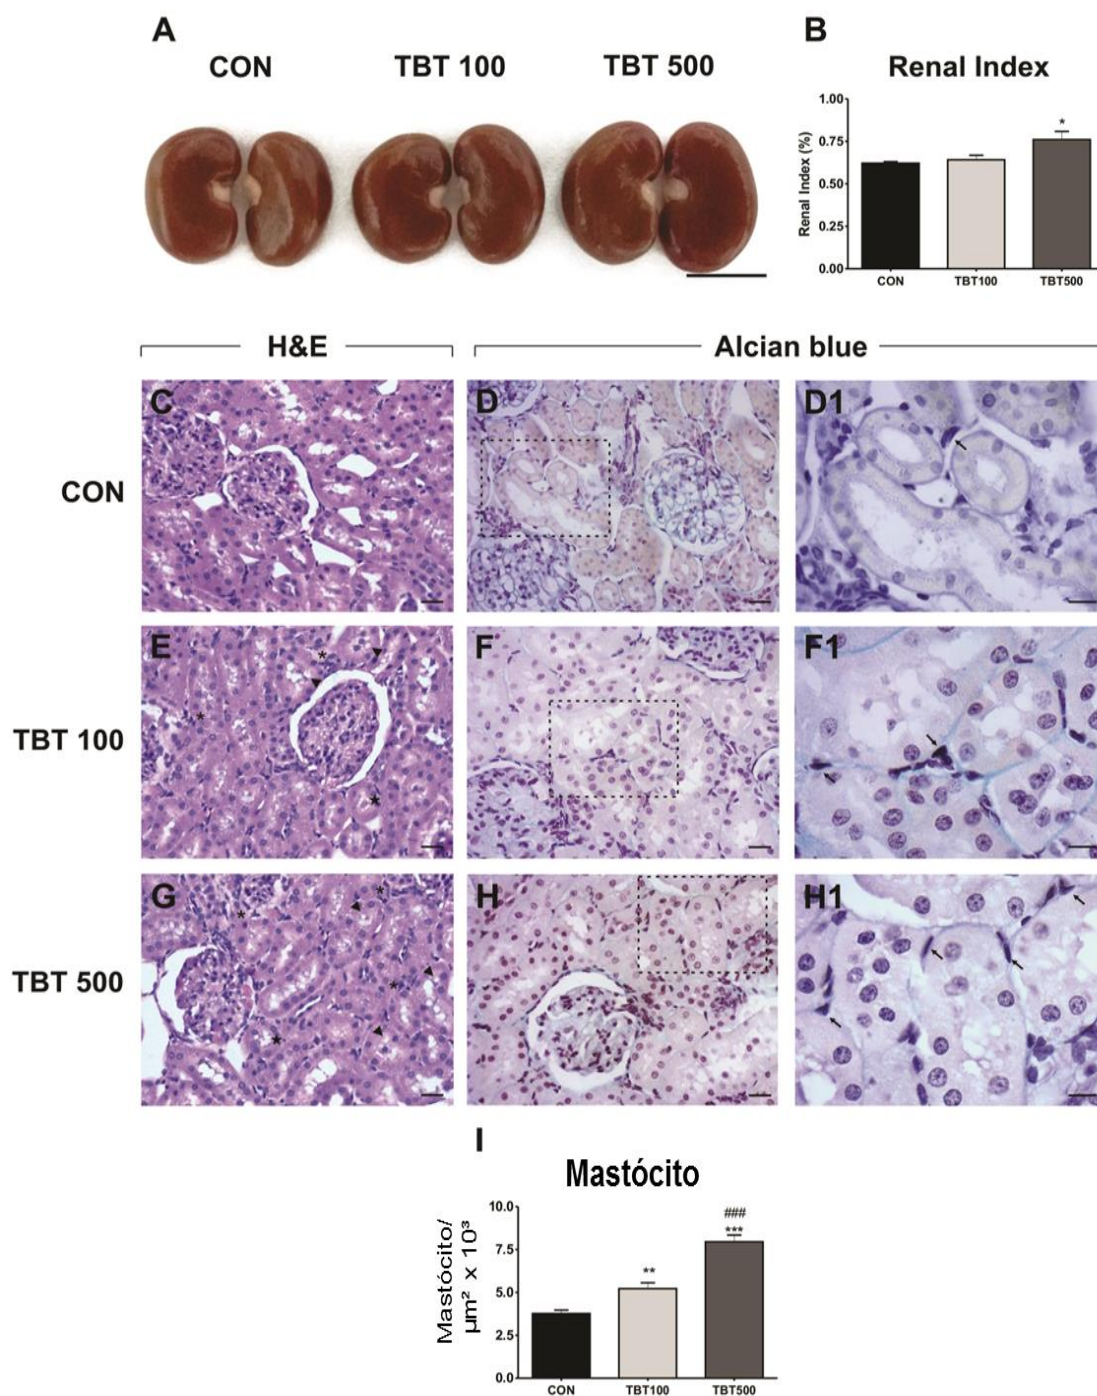 A
CON
TBT 100
TBT 500
B
Renal Index
Renal Index (%)
1.00
0.75
0.50
0.25
0.00
*
CON
TBT100
TBT500
H&E
Alcian blue
CON
C
D
D1
TBT 100
E
*
*
*
F
F1
TBT 500
G
*
*
*
*
H
H1
I
Mastócito
Mastócito/
µm² x 10³
10.0
7.5
5.0
2.5
0.0
**
###
***
CON
TBT100
TBT500